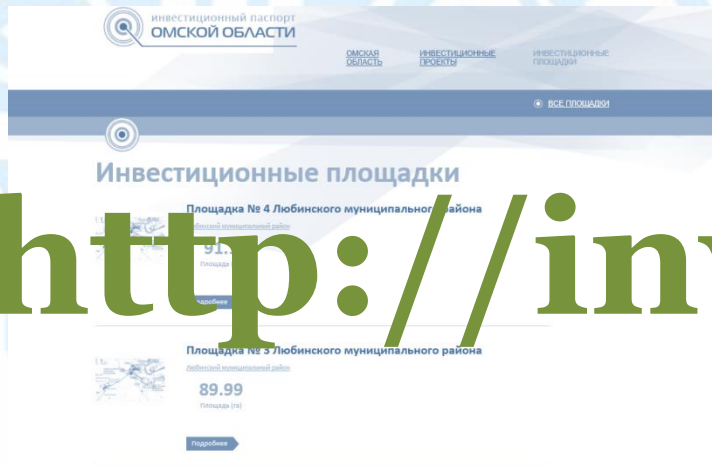 инвестиционный паспорт
ОМСКОЙ ОБЛАСТИ
ОМСКАЯ
ОБЛАСТЬ
ИНВЕСТИЦИОННЫЕ
ПРОЕКТЫ
ИНВЕСТИЦИОННЫЕ
ПЛОЩАДКИ
ВСЕ ПЛОЩАДКИ
Инвестиционные площадки
Площадка № 4 Любинского муниципального района
Любинский муниципальный район
http://inv
Площадь
Подробнее
Площадка № 3 Любинского муниципального района
Любинский муниципальный район
89.99
Площадь (га)
Подробнее